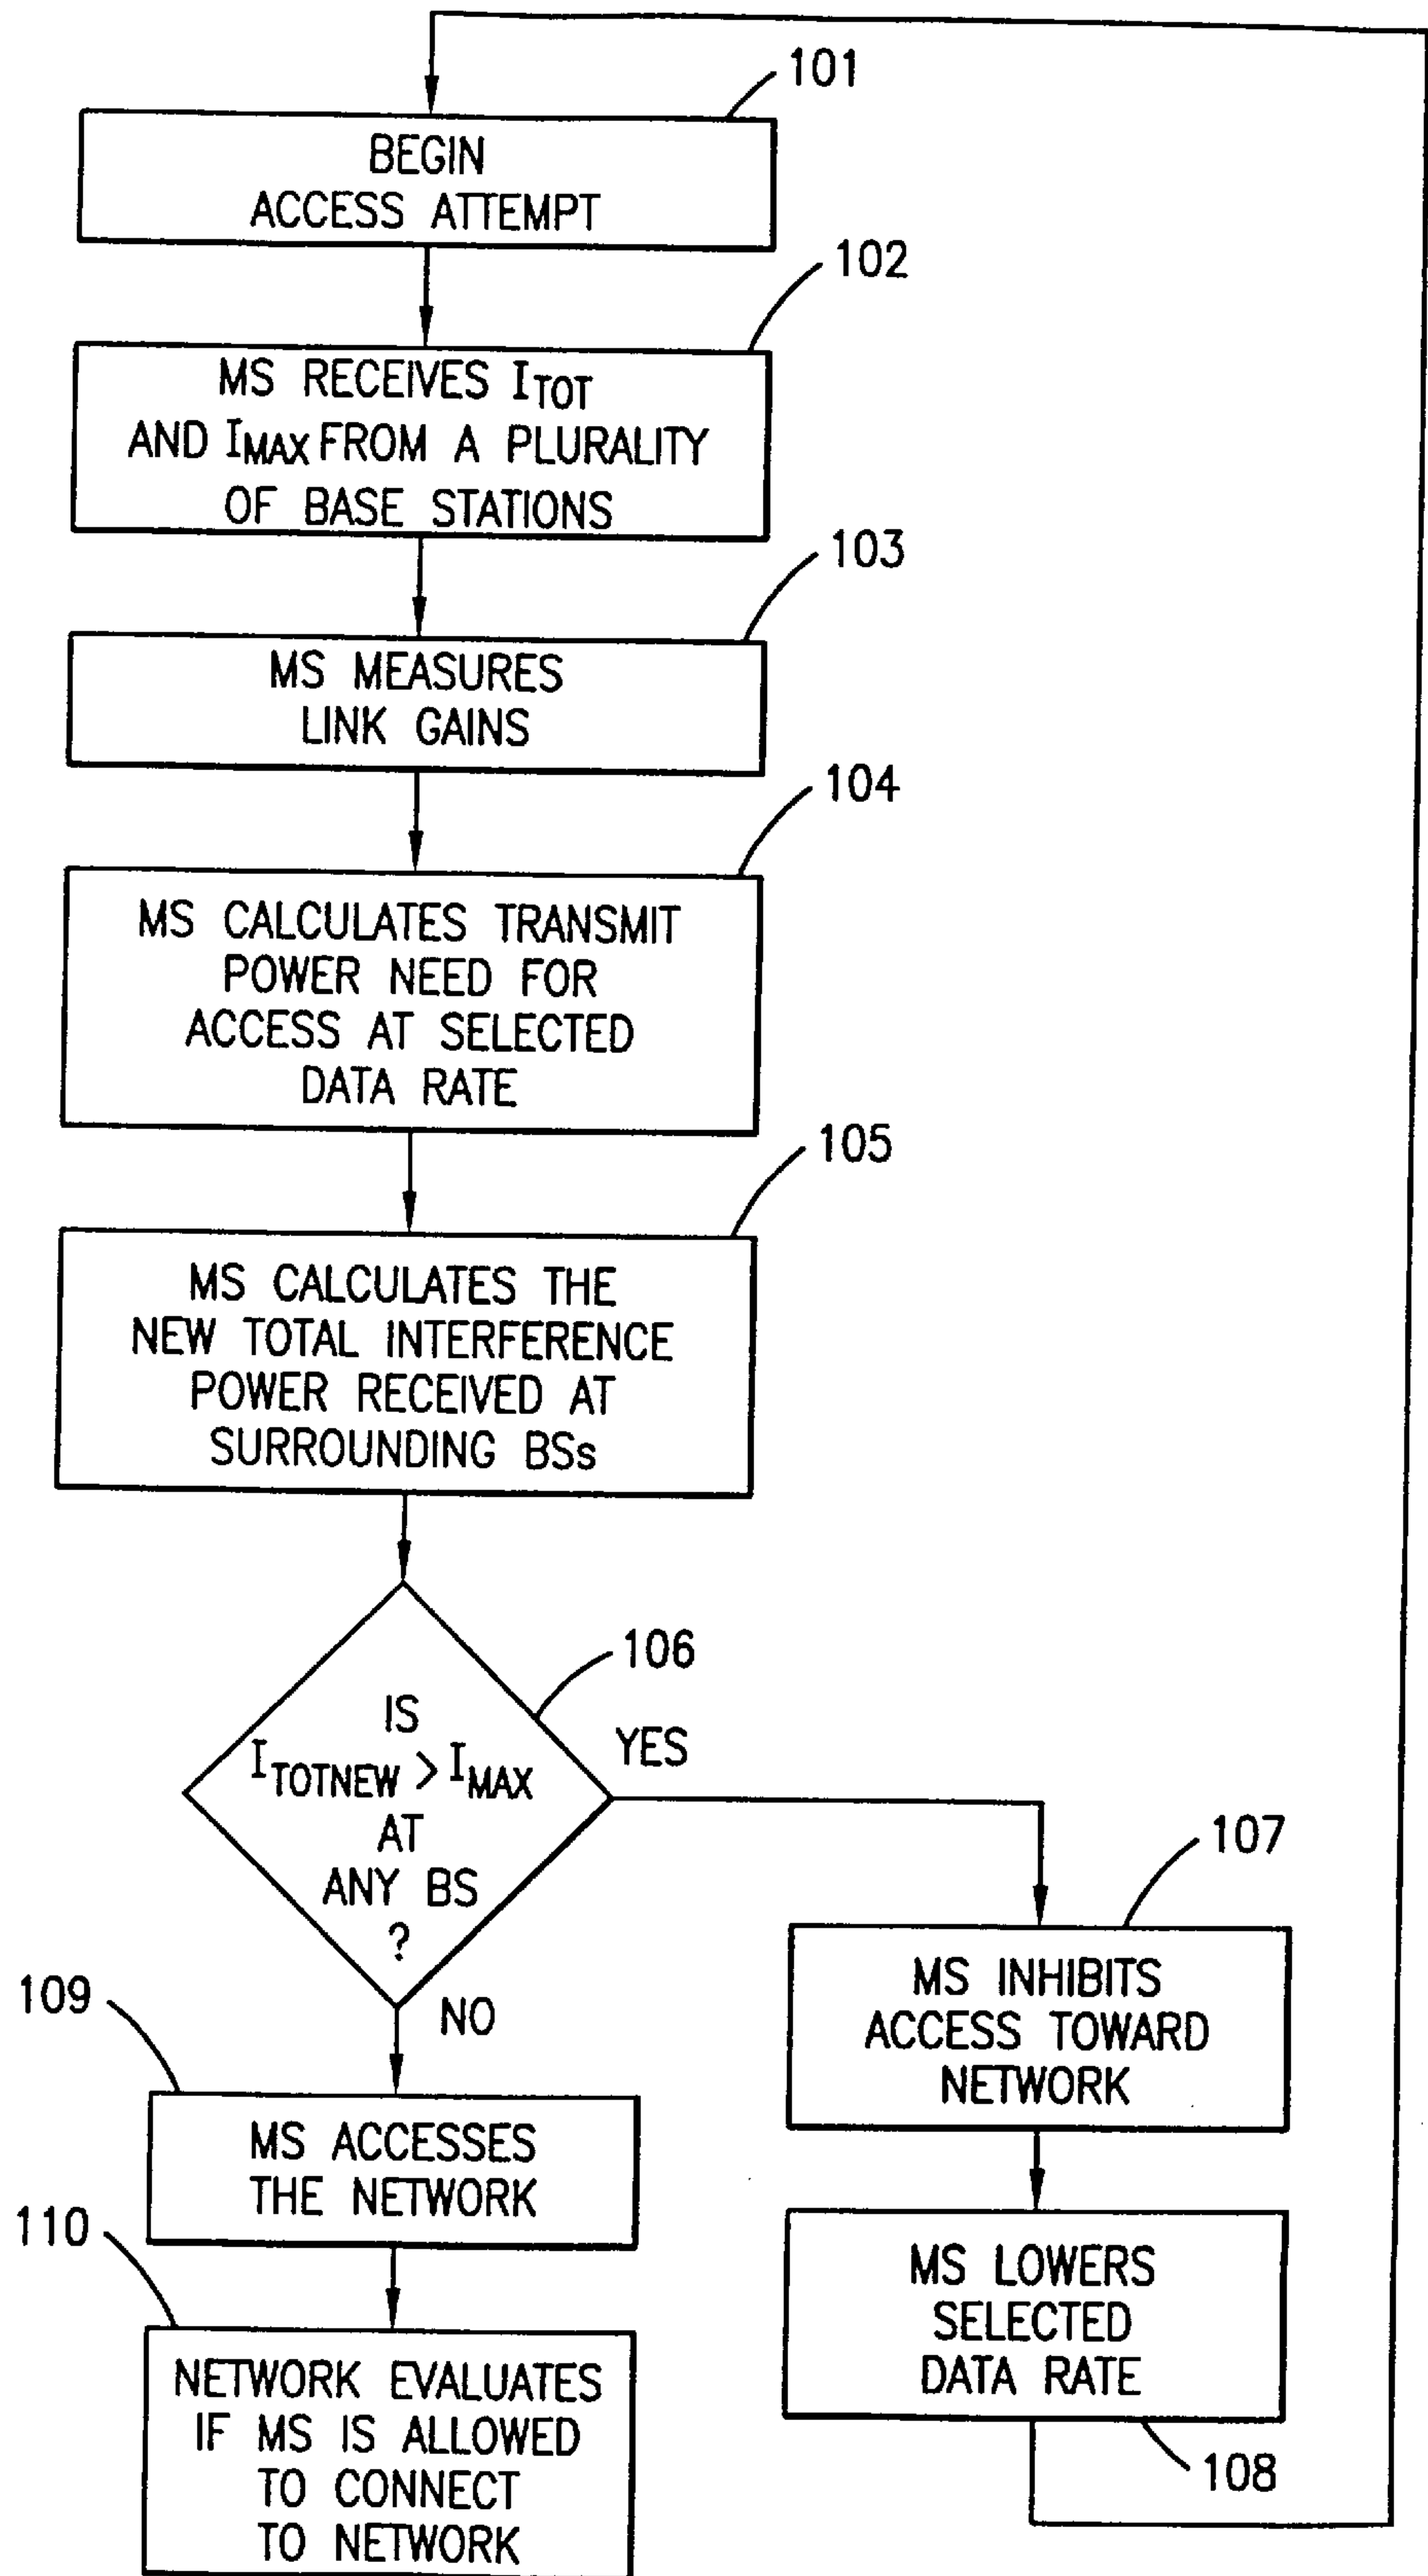 101
BEGIN
ACCESS ATTEMPT
102
MS RECEIVES ITOT
AND IMAX FROM A PLURALITY
OF BASE STATIONS
103
MS MEASURES
LINK GAINS
104
MS CALCULATES TRANSMIT
POWER NEED FOR
ACCESS AT SELECTED
DATA RATE
105
MS CALCULATES THE
NEW TOTAL INTERFERENCE
POWER RECEIVED AT
SURROUNDING BSs
106
IS
ITOTNEW > IMAX
AT
ANY BS
?
YES
NO
107
MS INHIBITS
ACCESS TOWARD
NETWORK
MS LOWERS
SELECTED
DATA RATE
108
109
MS ACCESSES
THE NETWORK
110
NETWORK EVALUATES
IF MS IS ALLOWED
TO CONNECT
TO NETWORK